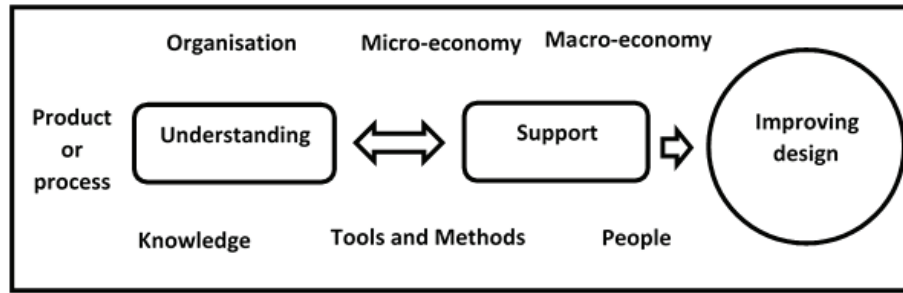 Organisation Micro-economy Macro-economy
Product
or
process
Understanding
Support
Improving
design
Knowledge Tools and Methods People